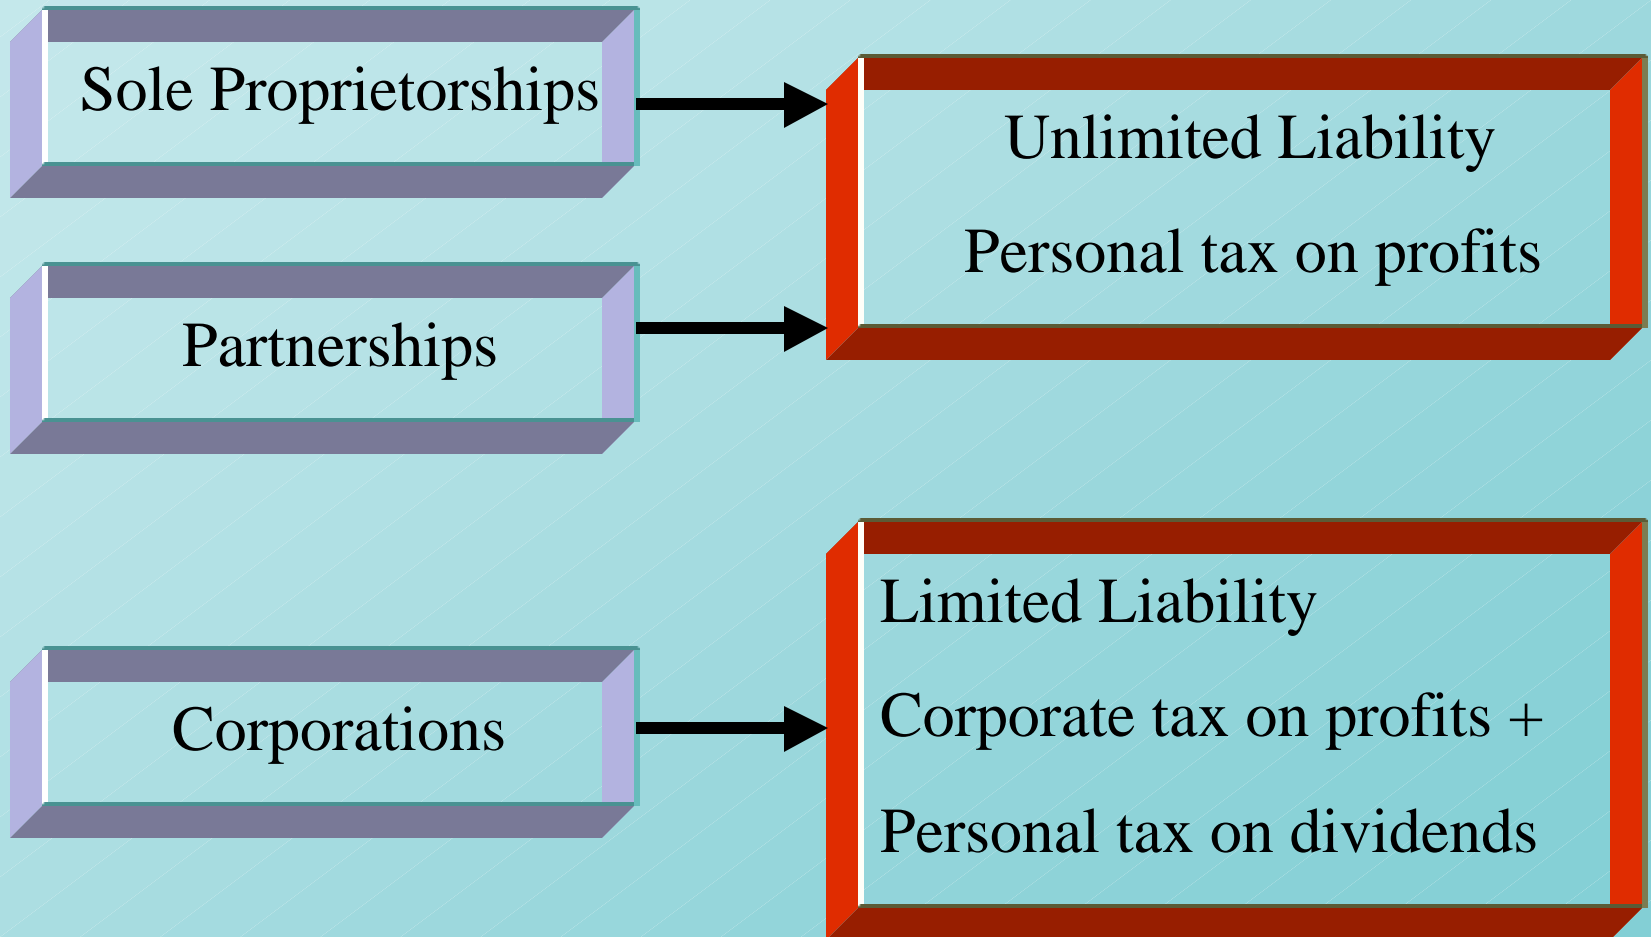 Sole Proprietorships
Unlimited Liability
Personal tax on profits
Partnerships
Corporations
Limited Liability
Corporate tax on profits +
Personal tax on dividends